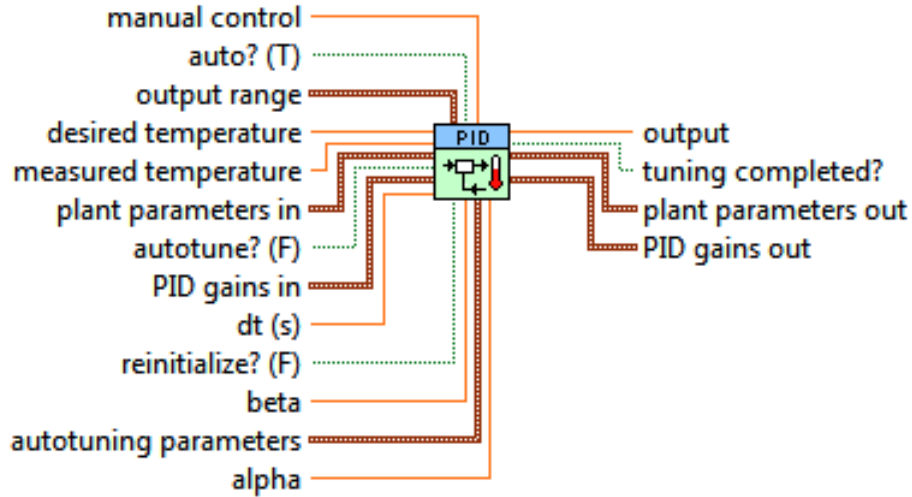 manual control
auto? (T)
output range
desired temperature
measured temperature
plant parameters in
autotune? (F)
PID gains in
dt (s)
reinitialize? (F)
beta
autotuning parameters
alpha
PID
output
tuning completed?
plant parameters out
PID gains out